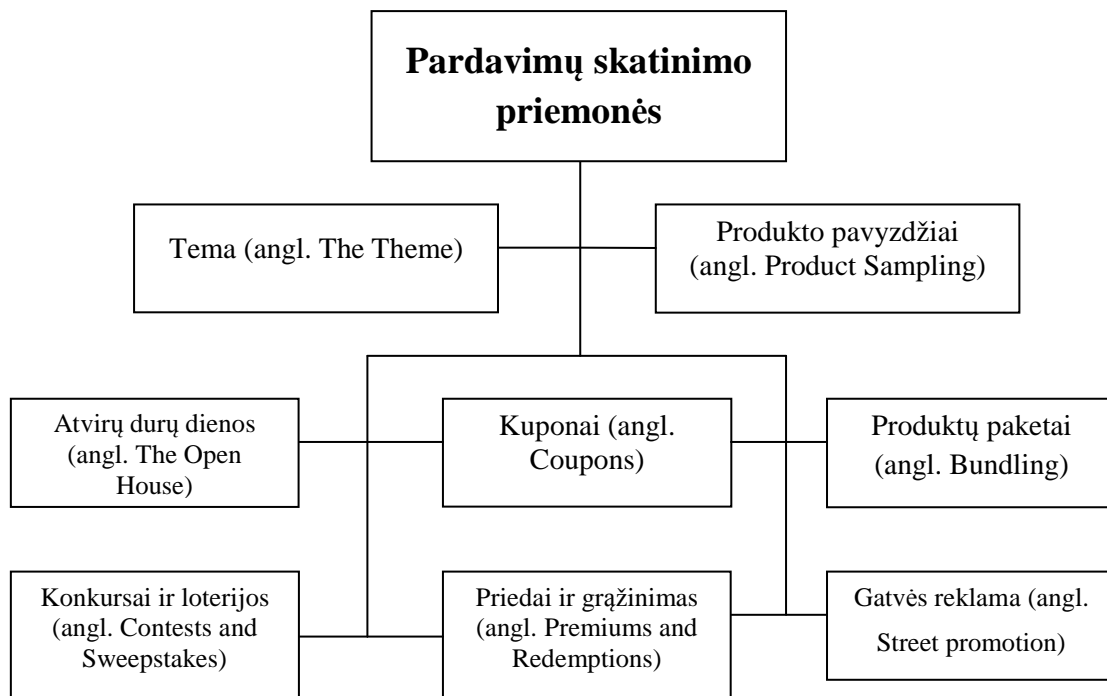 Pardavimų skatinimo
priemonės
Tema (angl. The Theme)
Produkto pavyzdžiai
(angl. Product Sampling)
Atvirų durų dienos
(angl. The Open
House)
Kuponai (angl.
Coupons)
Produktų paketai
(angl. Bundling)
Konkursai ir loterijos
(angl. Contests and
Sweepstakes)
Priedai ir grąžinimas
(angl. Premiums and
Redemptions)
Gatvės reklama (angl.
Street promotion)